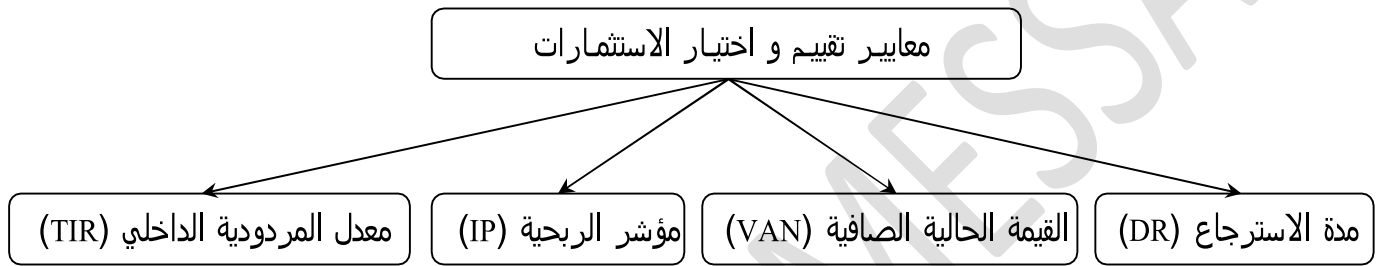 معايير تقييم و اختيار الاستثمارات
مدة الاسترجاع (DR)
القيمة الحالية الصافية (VAN)
مؤشر الربحية (IP)
معدل المردودية الداخلي (TIR)